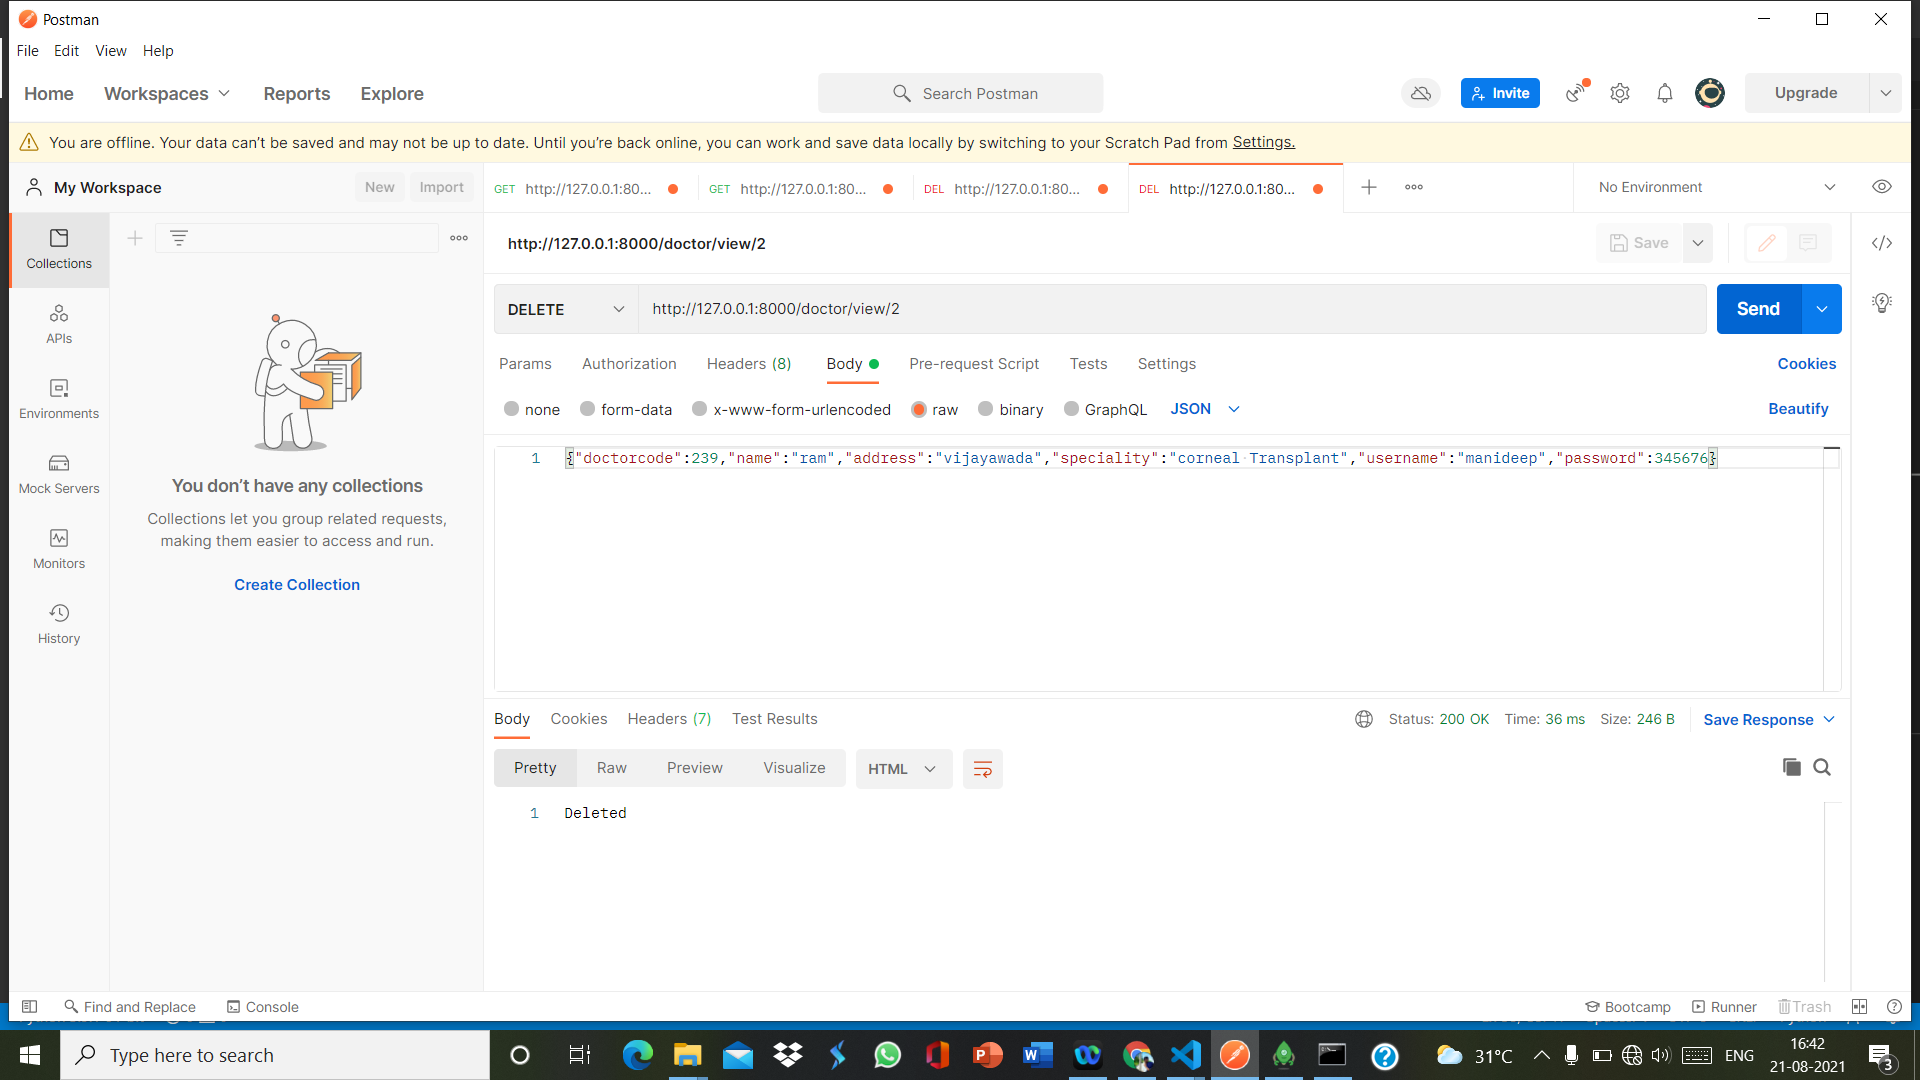 Postman
File Edit View Help
Home Workspaces Reports Explore
Search Postman
Invite
Upgrade
You are offline. Your data can't be saved and may not be up to date. Until you're back online, you can work and save data locally by switching to your Scratch Pad from Settings.
My Workspace
New Import
GET http://127.0.0.1:80...
GET http://127.0.0.1:80...
DEL http://127.0.0.1:80...
DEL http://127.0.0.1:80...
No Environment
Collections
APIs
Environments
Mock Servers
Monitors
History
You don't have any collections
Collections let you group related requests,
making them easier to access and run.
Create Collection
http://127.0.0.1:8000/doctor/view/2
Save
DELETE http://127.0.0.1:8000/doctor/view/2
Send
Params Authorization Headers (8) Body Pre-request Script Tests Settings
Cookies
none form-data x-www-form-urlencoded raw binary GraphQL JSON
Beautify
1 {"doctorcode":239,"name":"ram","address":"vijayawada","speciality":"corneal Transplant","username":"manideep","password":345676}
Body Cookies Headers (7) Test Results
Status: 200 OK Time: 36 ms Size: 246 B
Save Response
Pretty Raw Preview Visualize HTML
1 Deleted
Find and Replace Console
Bootcamp Runner Trash
Type here to search
31°C
ENG
16:42
21-08-2021
3